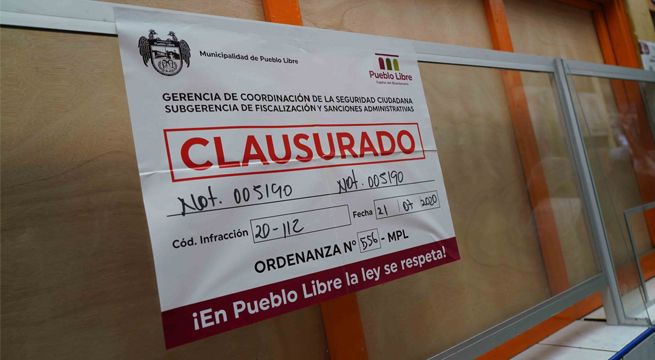 Municipalidad de Pueblo Libre
Pueblo Libre
GERENCIA DE COORDINACIÓN DE LA SEGURIDAD CIUDADANA
SUBGERENCIA DE FISCALIZACIÓN Y SANCIONES ADMINISTRATIVAS
CLAUSURADO
Not. 005190 Not. 005190
Cód. Infracción 20-112 Fecha 21 07 2020
ORDENANZA N° 556 - MPL
¡En Pueblo Libre la ley se respeta!